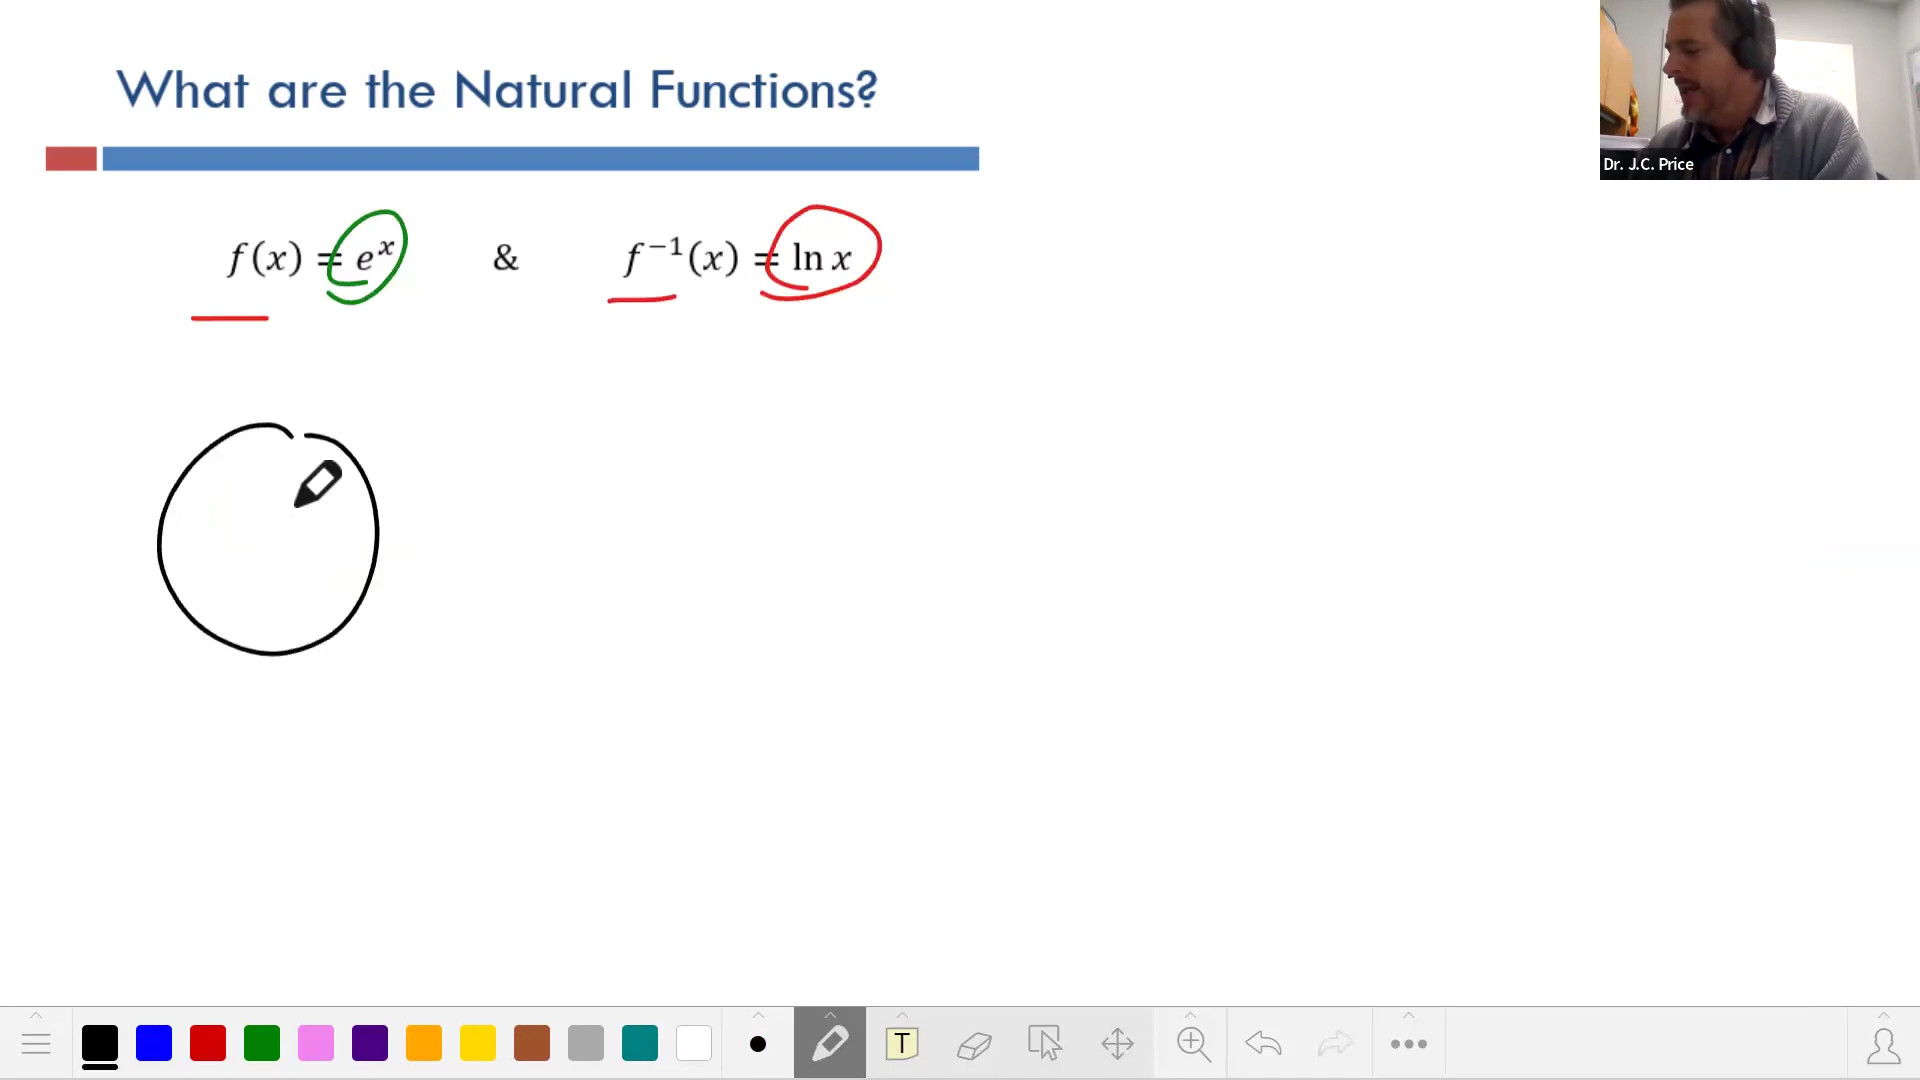 What are the Natural Functions?
f(x) = e^x & f^{-1}(x) = ln x
Dr. J.C. Price
T